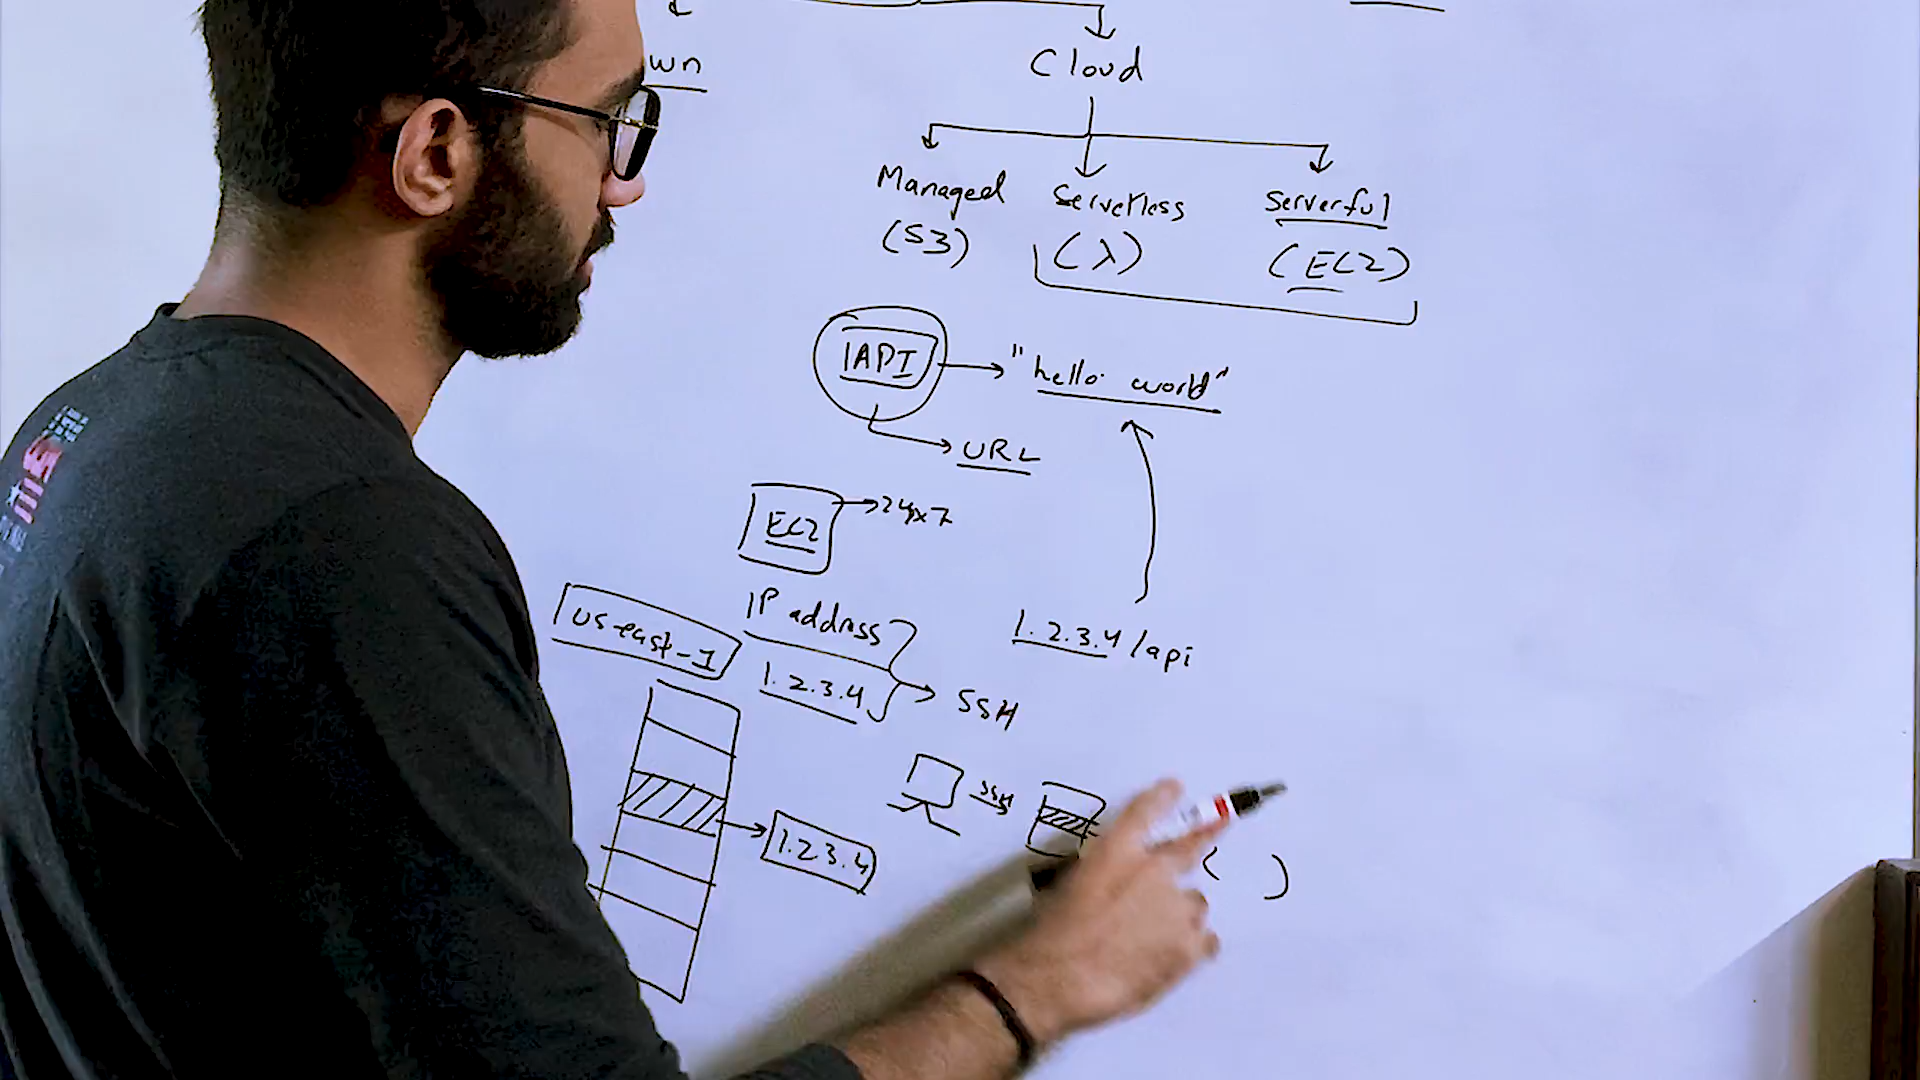 wn
Cloud
Managed
Serverless
Serverful
(S3)
(λ)
(EC2)
API
"hello world"
URL
EC2
24x7
IP address
us-east-1
1.2.3.4
1.2.3.4/api
SSH
SSH
1.2.3.4
( )